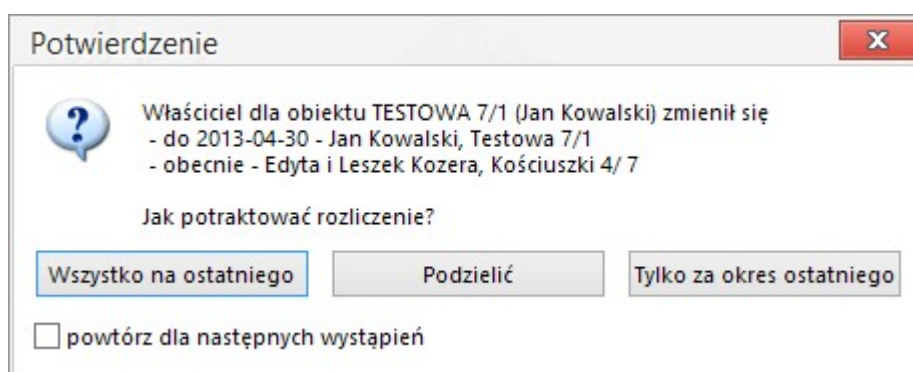 Potwierdzenie
Właściciel dla obiektu TESTOWA 7/1 (Jan Kowalski) zmienił się
- do 2013-04-30 - Jan Kowalski, Testowa 7/1
- obecnie - Edyta i Leszek Kozera, Kościuszki 4/ 7
Jak potraktować rozliczenie?
Wszystko na ostatniego Podzielić Tylko za okres ostatniego
powtórz dla następnych wystąpień